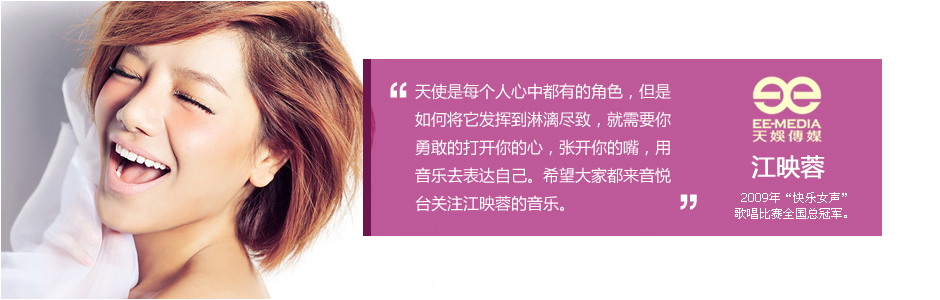 “天使是每个人心中都有的角色，但是
如何将它发挥到淋漓尽致，就需要你
勇敢的打开你的心，张开你的嘴，用
音乐去表达自己。希望大家都来音悦
台关注江映蓉的音乐。”
EE-MEDIA
天娱傳媒
江映蓉
2009年“快乐女声”
歌唱比赛全国总冠军。